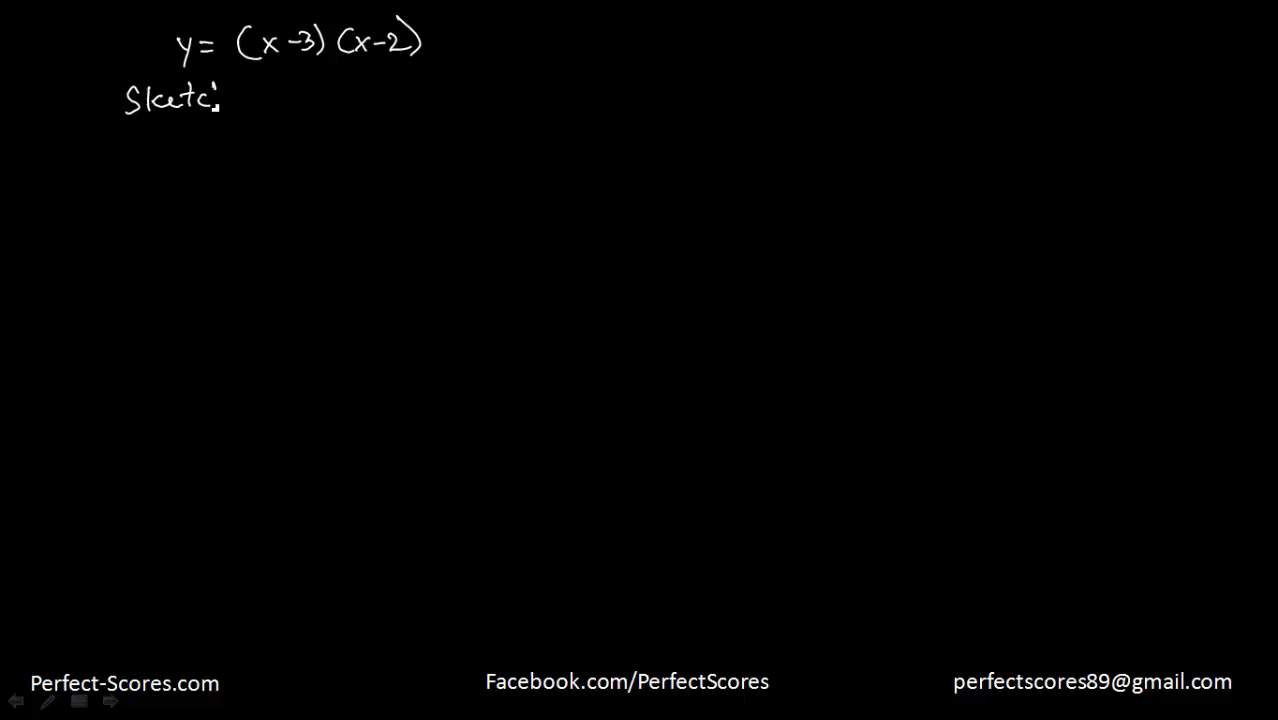 y = (x-3) (x-2)
Sketc
Perfect-Scores.com
Facebook.com/PerfectScores
perfectscores89@gmail.com